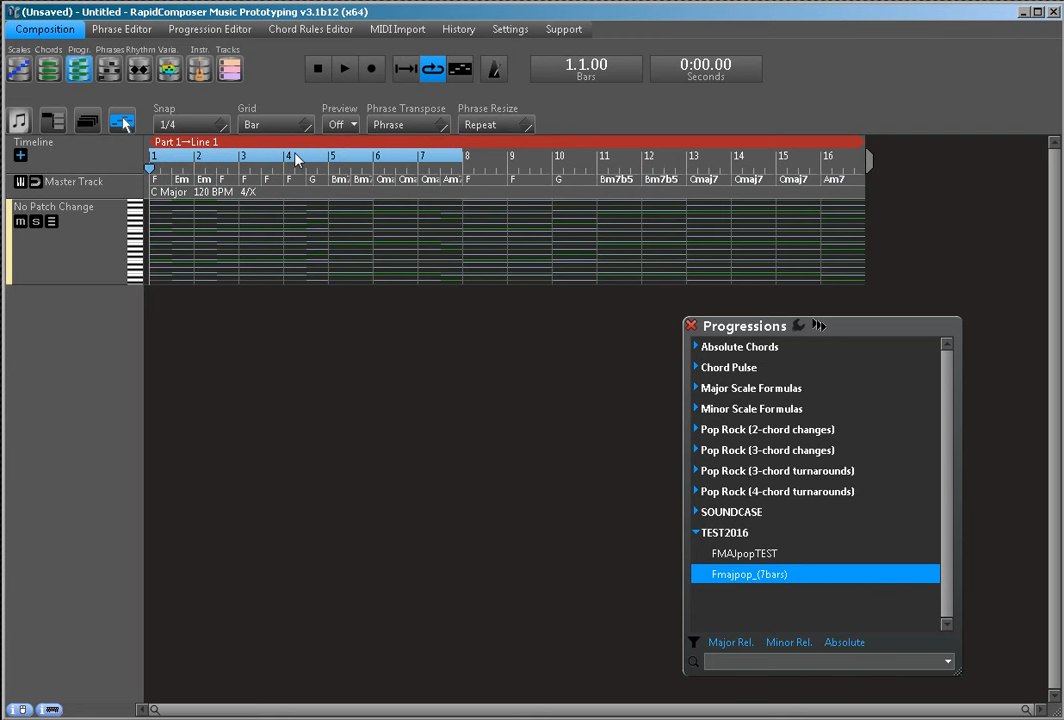 (Unsaved) - Untitled - RapidComposer Music Prototyping v3.1b12 (x64)
Composition Phrase Editor Progression Editor Chord Rules Editor MIDI Import History Settings Support
Scales Chords Progr. Phrases Rhythm Varia. Instr. Tracks
1.1.00
Bars
0:00.00
Seconds
Snap Grid Preview Phrase Transpose Phrase Resize
1/4 Bar Off Phrase Repeat
Timeline
Part 1→Line 1
1 2 3 4 5 6 7 8 9 10 11 12 13 14 15 16
Master Track
F Em Em F F F F G Bm7 Bm7 Cma Cma Cma Am7 F F G Bm7b5 Bm7b5 Cmaj7 Cmaj7 Cmaj7 Am7
C Major 120 BPM 4/X
No Patch Change
m s
Progressions
Absolute Chords
Chord Pulse
Major Scale Formulas
Minor Scale Formulas
Pop Rock (2-chord changes)
Pop Rock (3-chord changes)
Pop Rock (3-chord turnarounds)
Pop Rock (4-chord turnarounds)
SOUNDCASE
TEST2016
FMAJpopTEST
Fmajpop_(7bars)
Major Rel. Minor Rel. Absolute